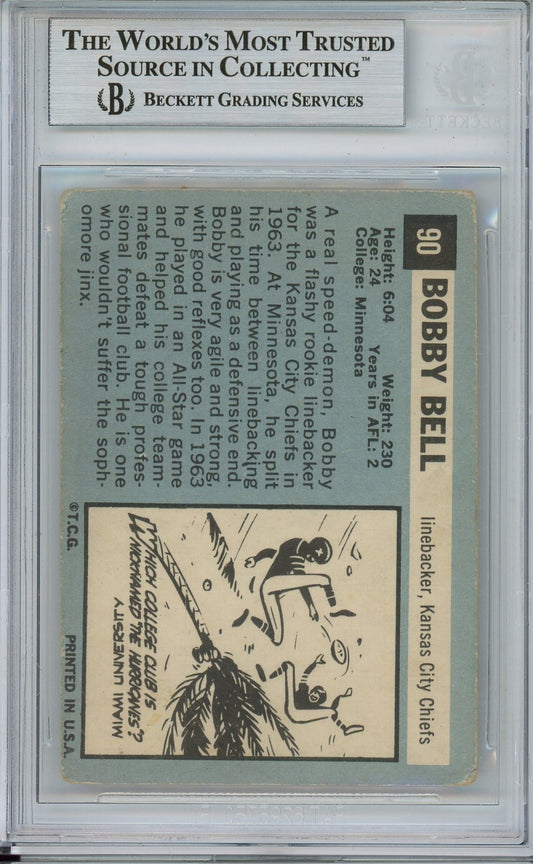 THE WORLD'S MOST TRUSTED
SOURCE IN COLLECTING™
B BECKETT GRADING SERVICES
90 BOBBY BELL linebacker, Kansas City Chiefs
Height: 6:04 Weight: 230
Age: 24 Years in AFL: 2
College: Minnesota
A real speed-demon, Bobby
was a flashy rookie linebacker
for the Kansas City Chiefs in
1963. At Minnesota, he split
his time between linebacking
and playing as a defensive end.
Bobby is very agile and strong,
with good reflexes too. In 1963
he played in an All-Star game
and helped his college team-
mates defeat a tough profes-
sional football club. He is one
who wouldn't suffer the soph-
omore jinx.
WHICH COLLEGE CLUB IS
NICKNAMED THE HURRICANES?
MIAMI
UNIVERSITY
©T.C.G. PRINTED IN U.S.A.